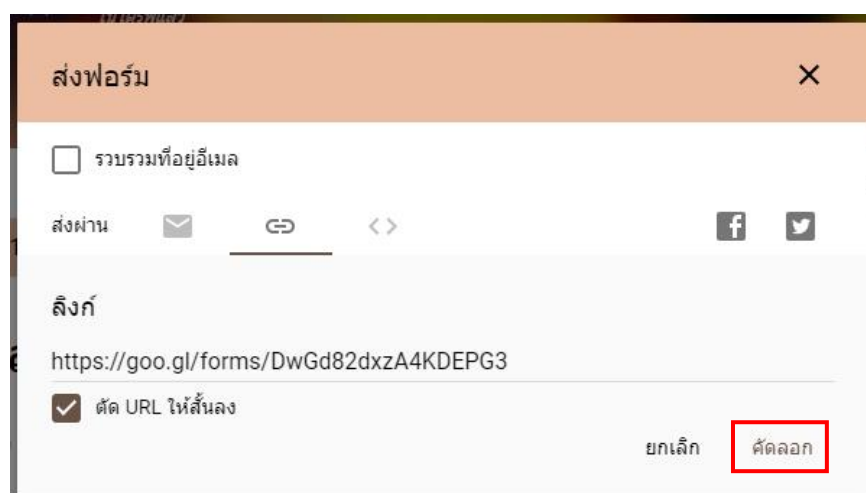 ส่งฟอร์ม
รวบรวมที่อยู่อีเมล
ส่งผ่าน
ลิงก์
https://goo.gl/forms/DwGd82dxzA4KDEPG3
ตัด URL ให้สั้นลง
ยกเลิก คัดลอก